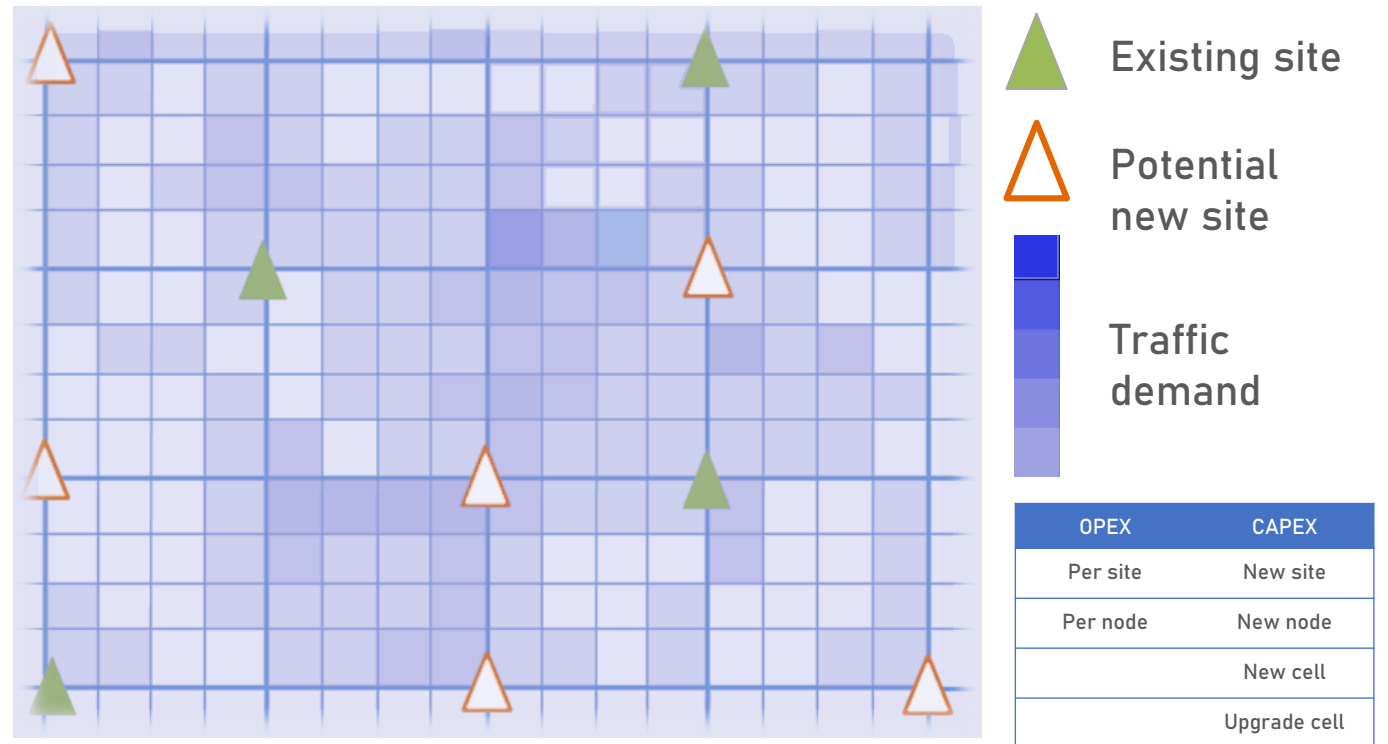 Existing site
Potential
new site
Traffic
demand
OPEX CAPEX
Per site New site
Per node New node
New cell
Upgrade cell